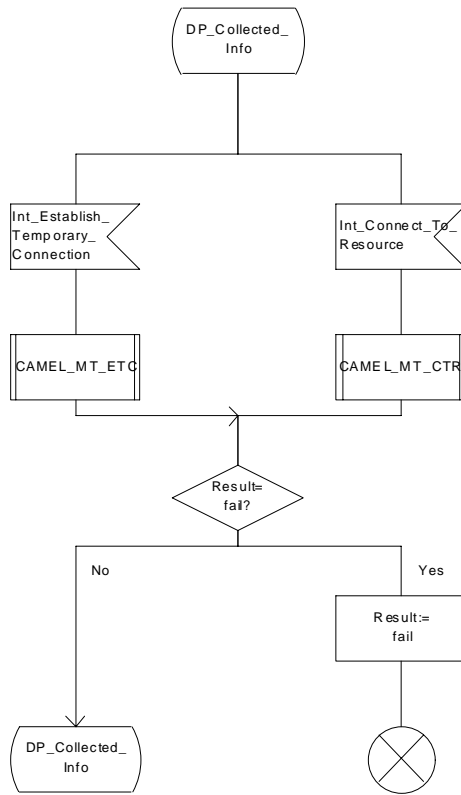 DP_Collected_
Info
Int_Establish_
Temporary_
Connection
Int_Connect_To_
Resource
CAMEL_MT_ETC
CAMEL_MT_CTR
Result=
fail?
No
Yes
Result:=
fail
DP_Collected_
Info